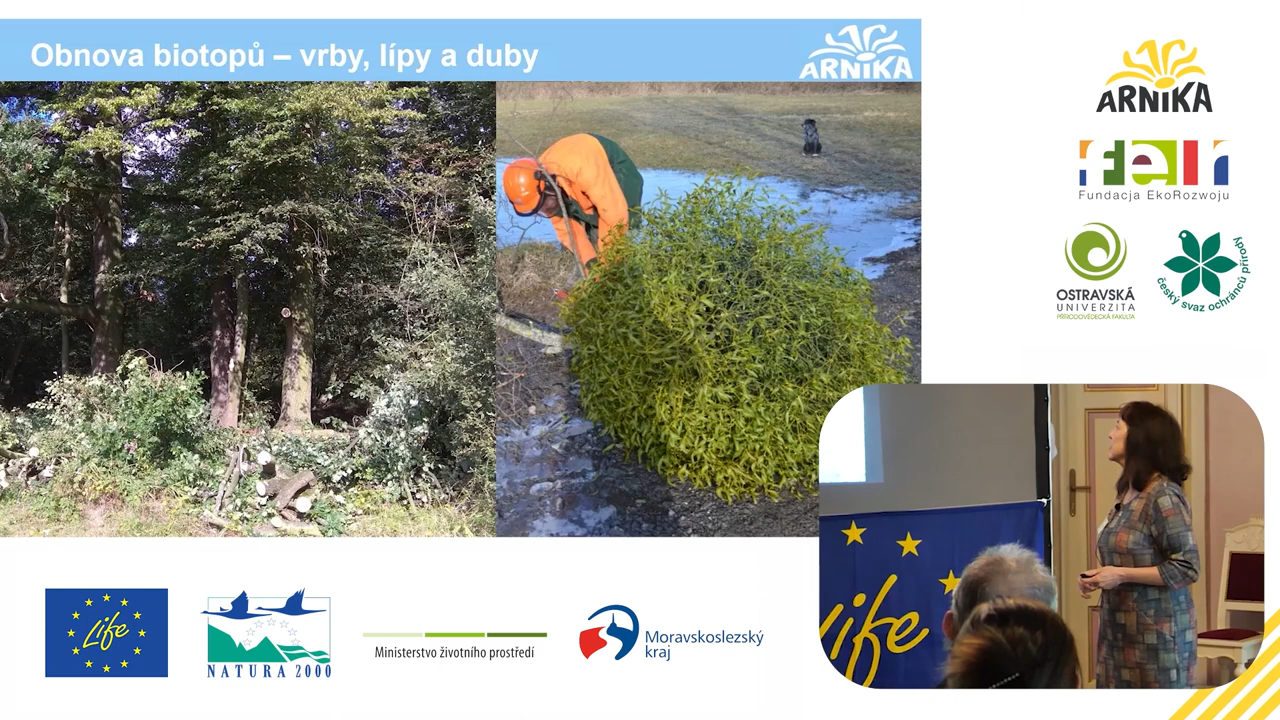 Obnova biotopů – vrby, lípy a duby
ARNIKA
ARNIKA
feri
Fundacja EkoRozwoju
OSTRAVSKÁ
UNIVERZITA
PŘÍRODOVĚDECKÁ FAKULTA
český svaz ochránců přírody
life
Life
NATURA 2000
Ministerstvo životního prostředí
Moravskoslezský
kraj